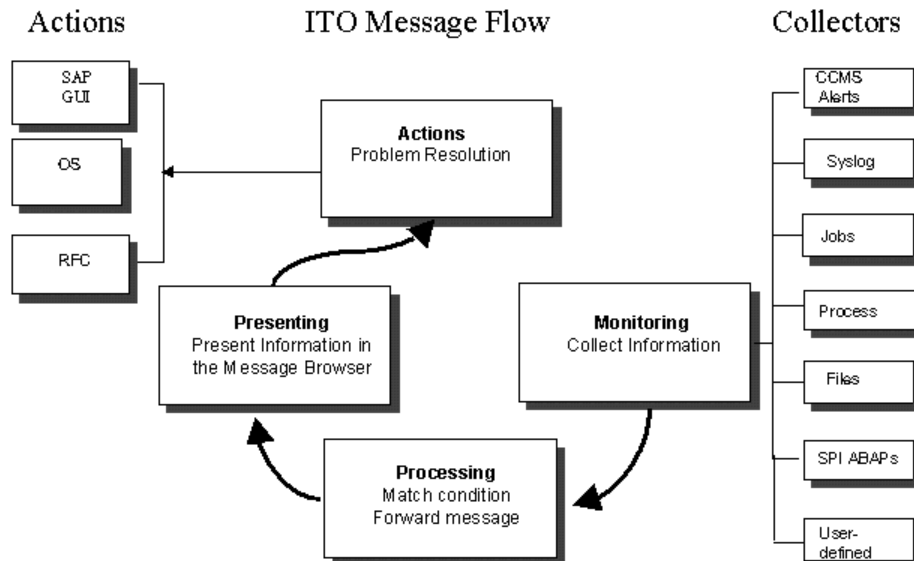 Actions
ITO Message Flow
Collectors
SAP
GUI
OS
RFC
Actions
Problem Resolution
Presenting
Present Information in
the Message Browser
Monitoring
Collect Information
Processing
Match condition
Forward message
CCMS
Alerts
Syslog
Jobs
Process
Files
SPI ABAPs
User-
defined